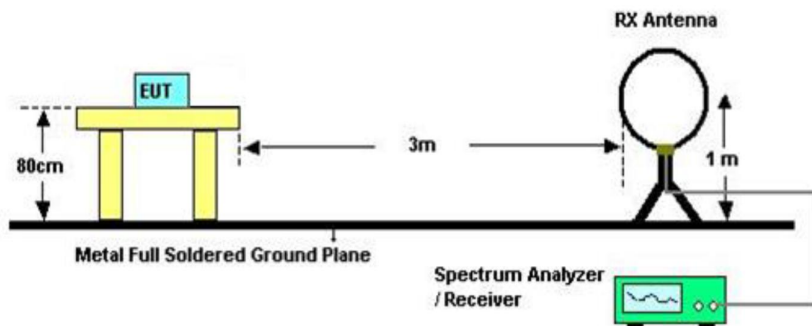 RX Antenna
EUT
3m
80cm
1 m
Metal Full Soldered Ground Plane
Spectrum Analyzer
/ Receiver